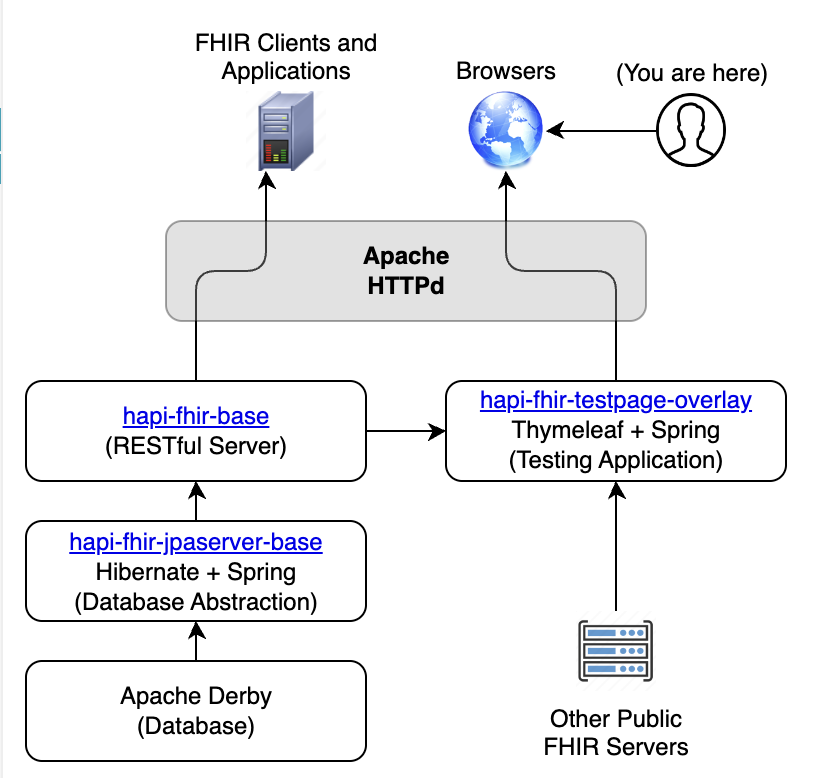 FHIR Clients and
Applications
Browsers
(You are here)
Apache
HTTPd
hapi-fhir-base
(RESTful Server)
hapi-fhir-testpage-overlay
Thymeleaf + Spring
(Testing Application)
hapi-fhir-jpaserver-base
Hibernate + Spring
(Database Abstraction)
Apache Derby
(Database)
Other Public
FHIR Servers